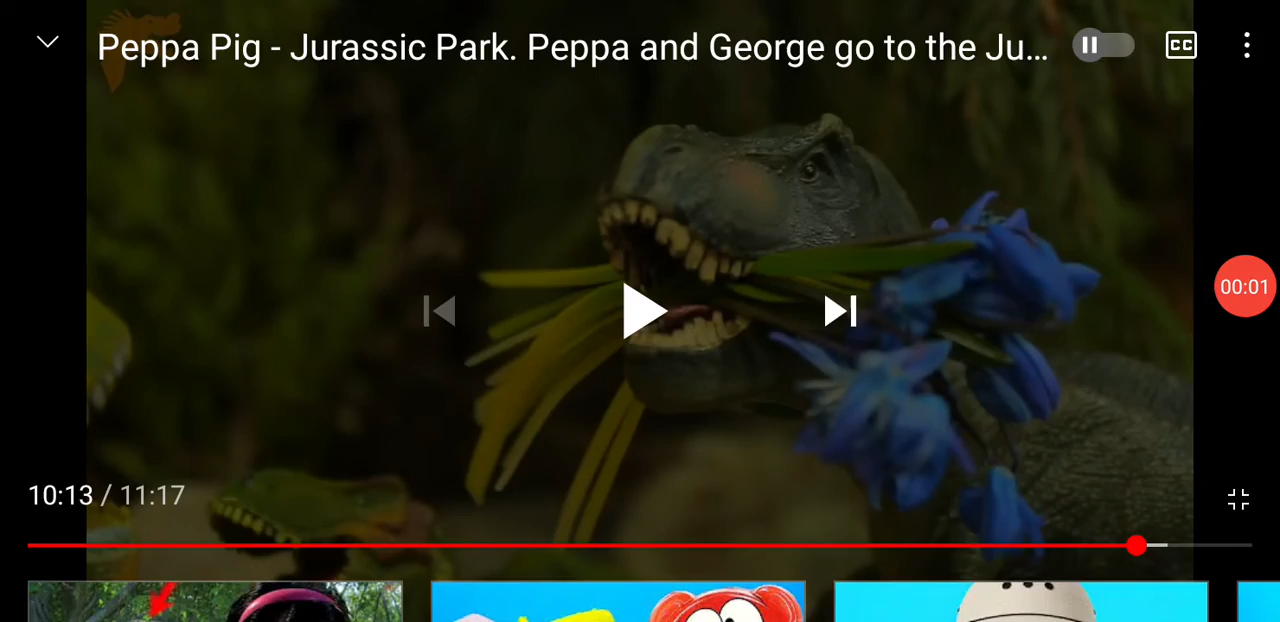 Peppa Pig - Jurassic Park. Peppa and George go to the Ju...
CC
00:01
10:13 / 11:17